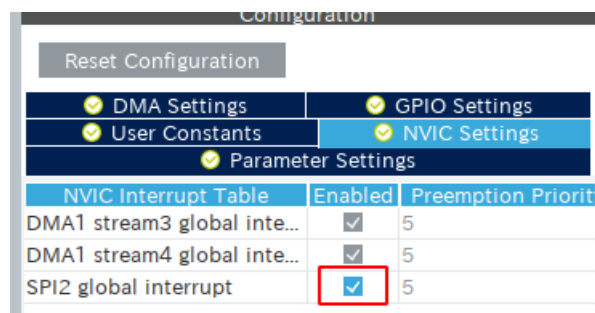 Configuration
Reset Configuration
DMA Settings GPIO Settings
User Constants NVIC Settings
Parameter Settings
NVIC Interrupt Table Enabled Preemption Priorit
DMA1 stream3 global inte... 5
DMA1 stream4 global inte... 5
SPI2 global interrupt 5